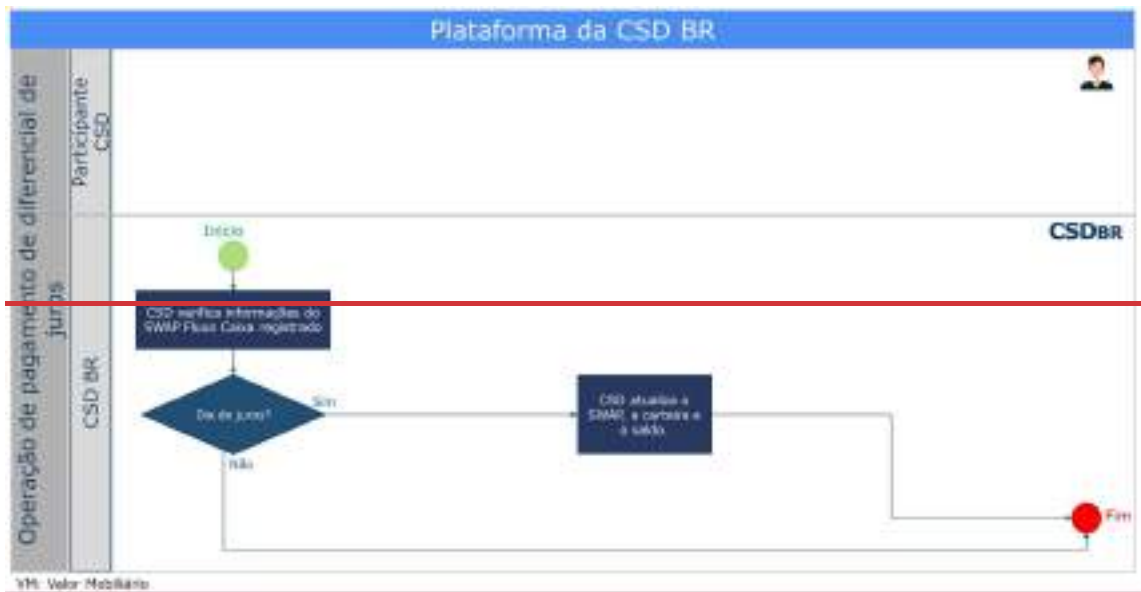 Plataforma da CSD BR
Operação de pagamento de diferencial de
juros
Participante
CSD
CSD BR
CSDBR
Início
CSD verifica informações do
SWAP Fluxo Caixa registrado
Dia de juros?
Sim
Não
CSD atualiza o
SWAP, a carteira e
o saldo.
Fim
VM: Valor Mobiliário